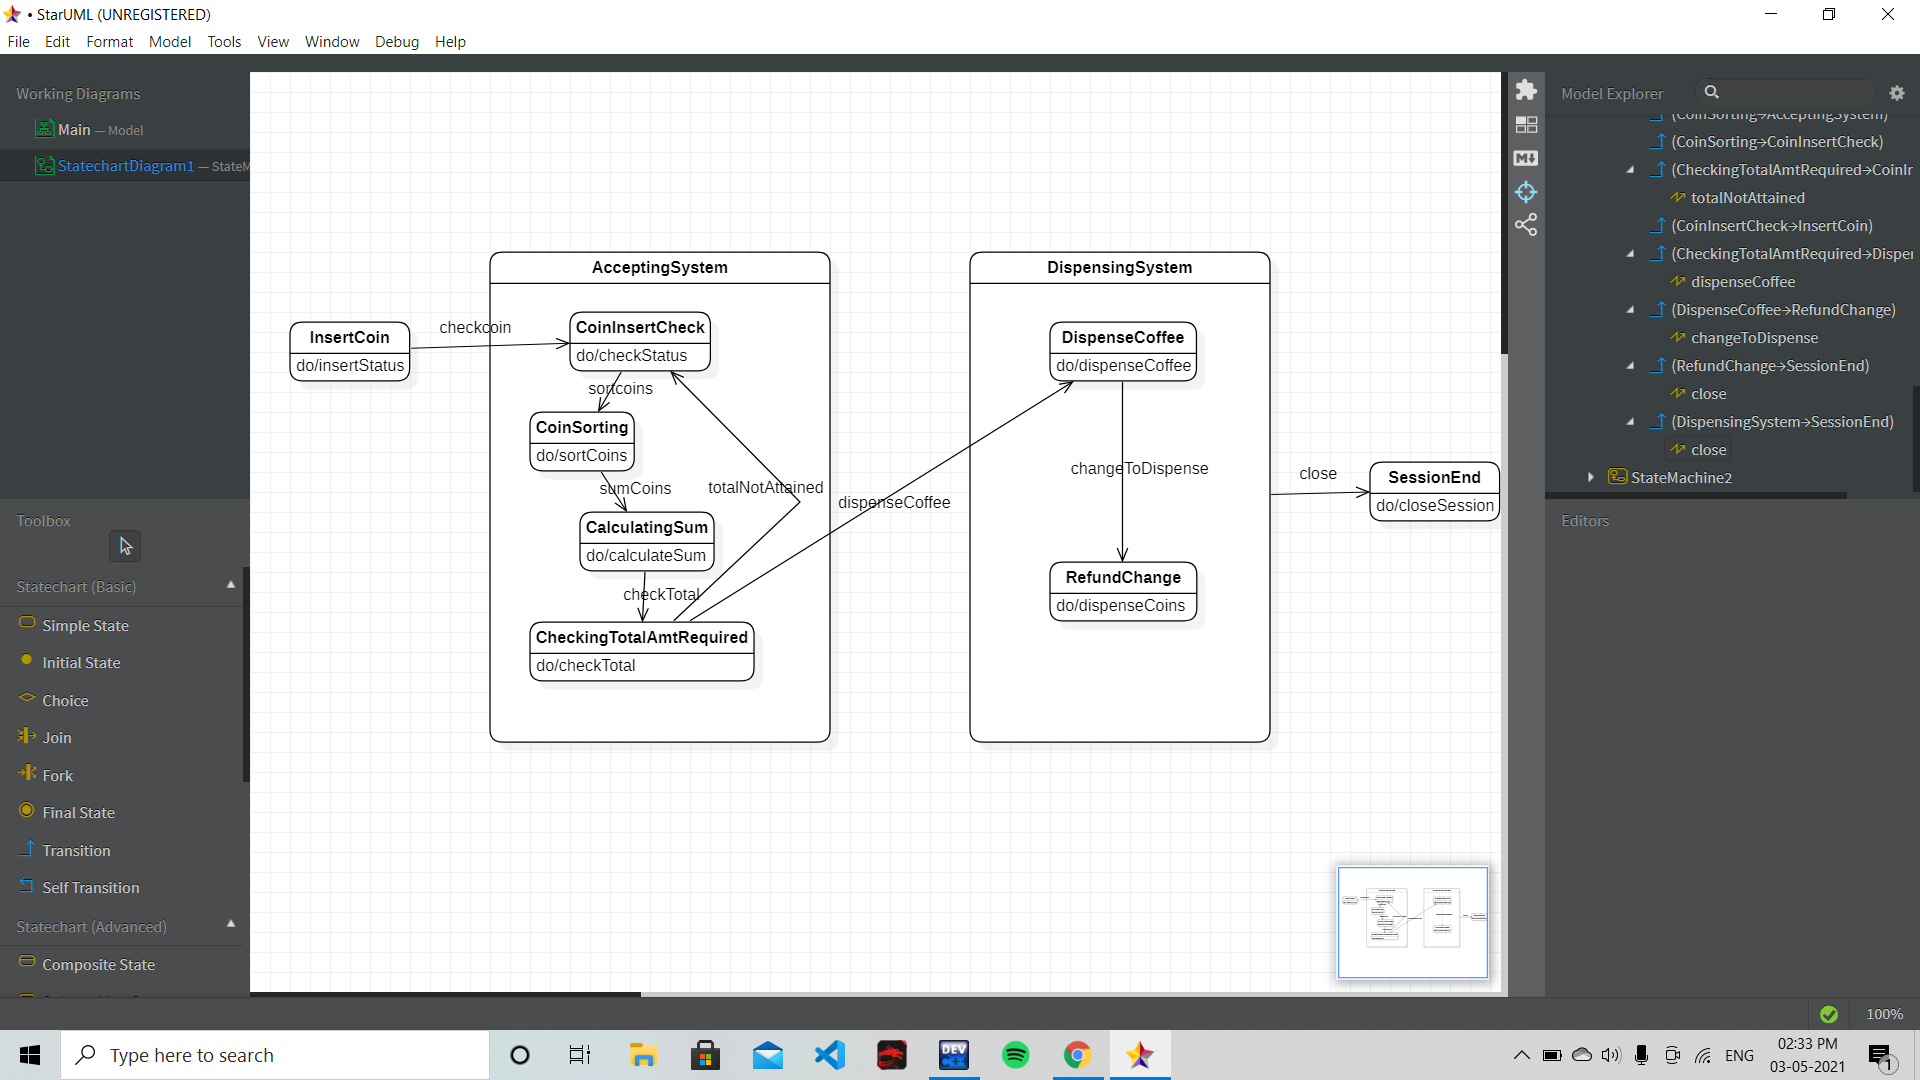 • StarUML (UNREGISTERED)
File Edit Format Model Tools View Window Debug Help
Working Diagrams
Main — Model
StatechartDiagram1 — StateM
Toolbox
Statechart (Basic)
Simple State
Initial State
Choice
Join
Fork
Final State
Transition
Self Transition
Statechart (Advanced)
Composite State
AcceptingSystem
InsertCoin
do/insertStatus
checkcoin
CoinInsertCheck
do/checkStatus
sortcoins
CoinSorting
do/sortCoins
sumCoins
totalNotAttained
CalculatingSum
do/calculateSum
checkTotal
CheckingTotalAmtRequired
do/checkTotal
dispenseCoffee
DispensingSystem
DispenseCoffee
do/dispenseCoffee
changeToDispense
RefundChange
do/dispenseCoins
close
SessionEnd
do/closeSession
M
Model Explorer
(CoinSorting→AcceptingSystem)
(CoinSorting→CoinInsertCheck)
(CheckingTotalAmtRequired→CoinIr
totalNotAttained
(CoinInsertCheck→InsertCoin)
(CheckingTotalAmtRequired→Disper
dispenseCoffee
(DispenseCoffee→RefundChange)
changeToDispense
(RefundChange→SessionEnd)
close
(DispensingSystem→SessionEnd)
close
StateMachine2
Editors
100%
Type here to search
DEV
C++
ENG
02:33 PM
03-05-2021
1